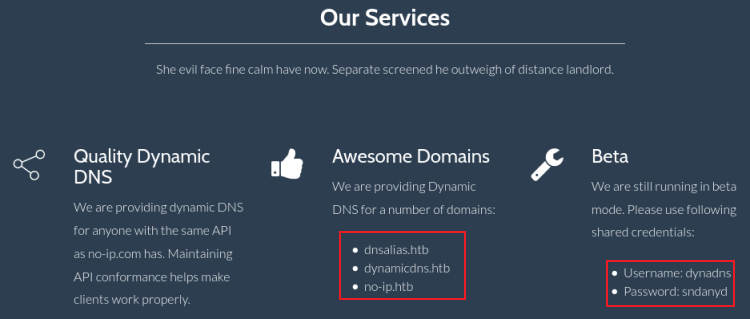 Our Services
She evil face fine calm have now. Separate screened he outweigh of distance landlord.
Quality Dynamic
DNS
We are providing dynamic DNS
for anyone with the same API
as no-ip.com has. Maintaining
API conformance helps make
clients work properly.
Awesome Domains
We are providing Dynamic
DNS for a number of domains:
dnsalias.htb
dynamicdns.htb
no-ip.htb
Beta
We are still running in beta
mode. Please use following
shared credentials:
Username: dynadns
Password: sndanyd